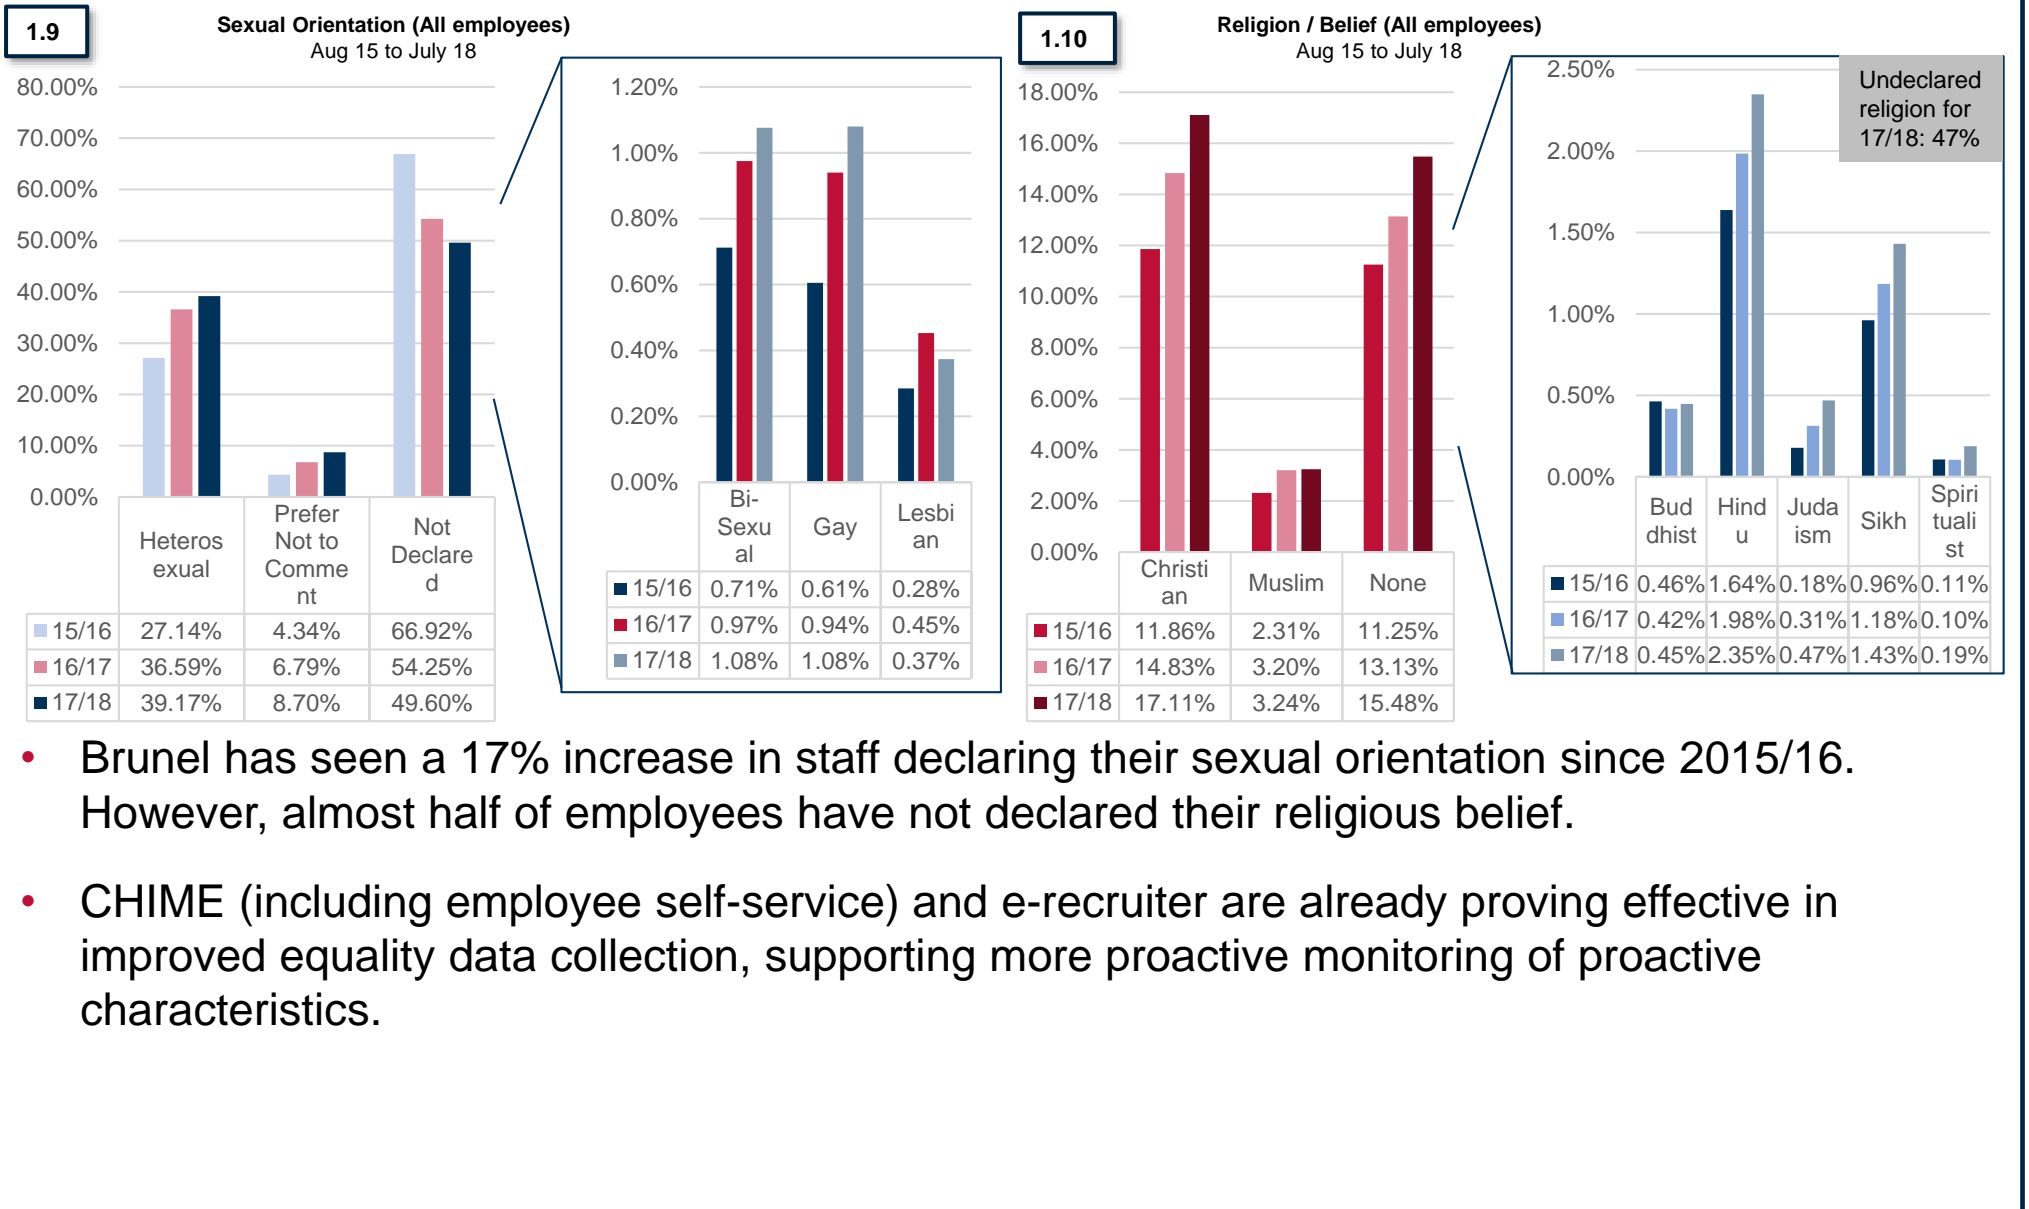 1.9
Sexual Orientation (All employees)
Aug 15 to July 18
80.00%
70.00%
60.00%
50.00%
40.00%
30.00%
20.00%
10.00%
0.00%
Heteros
exual
Prefer
Not to
Comme
nt
Not
Declare
d
15/16 27.14% 4.34% 66.92%
16/17 36.59% 6.79% 54.25%
17/18 39.17% 8.70% 49.60%
1.20%
1.00%
0.80%
0.60%
0.40%
0.20%
0.00%
Bi-
Sexu
al
Gay
Lesbi
an
15/16 0.71% 0.61% 0.28%
16/17 0.97% 0.94% 0.45%
17/18 1.08% 1.08% 0.37%
1.10
Religion / Belief (All employees)
Aug 15 to July 18
18.00%
16.00%
14.00%
12.00%
10.00%
8.00%
6.00%
4.00%
2.00%
0.00%
Christi
an
Muslim
None
15/16 11.86% 2.31% 11.25%
16/17 14.83% 3.20% 13.13%
17/18 17.11% 3.24% 15.48%
2.50%
2.00%
1.50%
1.00%
0.50%
0.00%
Undeclared
religion for
17/18: 47%
Bud
dhist
Hind
u
Juda
ism
Sikh
Spiri
tuali
st
15/16 0.46% 1.64% 0.18% 0.96% 0.11%
16/17 0.42% 1.98% 0.31% 1.18% 0.10%
17/18 0.45% 2.35% 0.47% 1.43% 0.19%
• Brunel has seen a 17% increase in staff declaring their sexual orientation since 2015/16.
However, almost half of employees have not declared their religious belief.
• CHIME (including employee self-service) and e-recruiter are already proving effective in
improved equality data collection, supporting more proactive monitoring of proactive
characteristics.